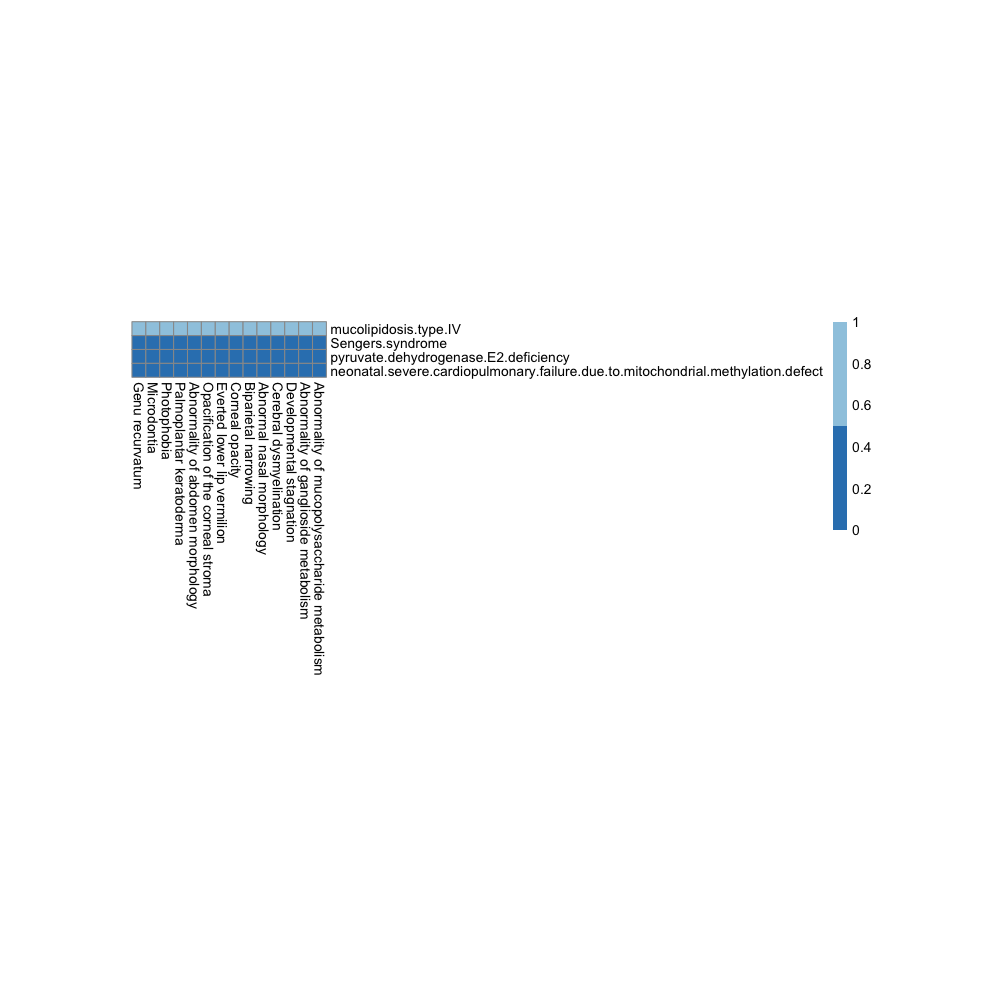 mucolipidosis.type.IV
Sengers.syndrome
pyruvate.dehydrogenase.E2.deficiency
neonatal.severe.cardiopulmonary.failure.due.to.mitochondrial.methylation.defect
1
0.8
0.6
0.4
0.2
0
Genu recurvatum
Microdontia
Photophobia
Palmoplantar keratoderma
Abnormality of abdomen morphology
Opacification of the corneal stroma
Everted lower lip vermilion
Corneal opacity
Biparietal narrowing
Abnormal nasal morphology
Cerebral dysmyelination
Developmental stagnation
Abnormality of ganglioside metabolism
Abnormality of mucopolysaccharide metabolism